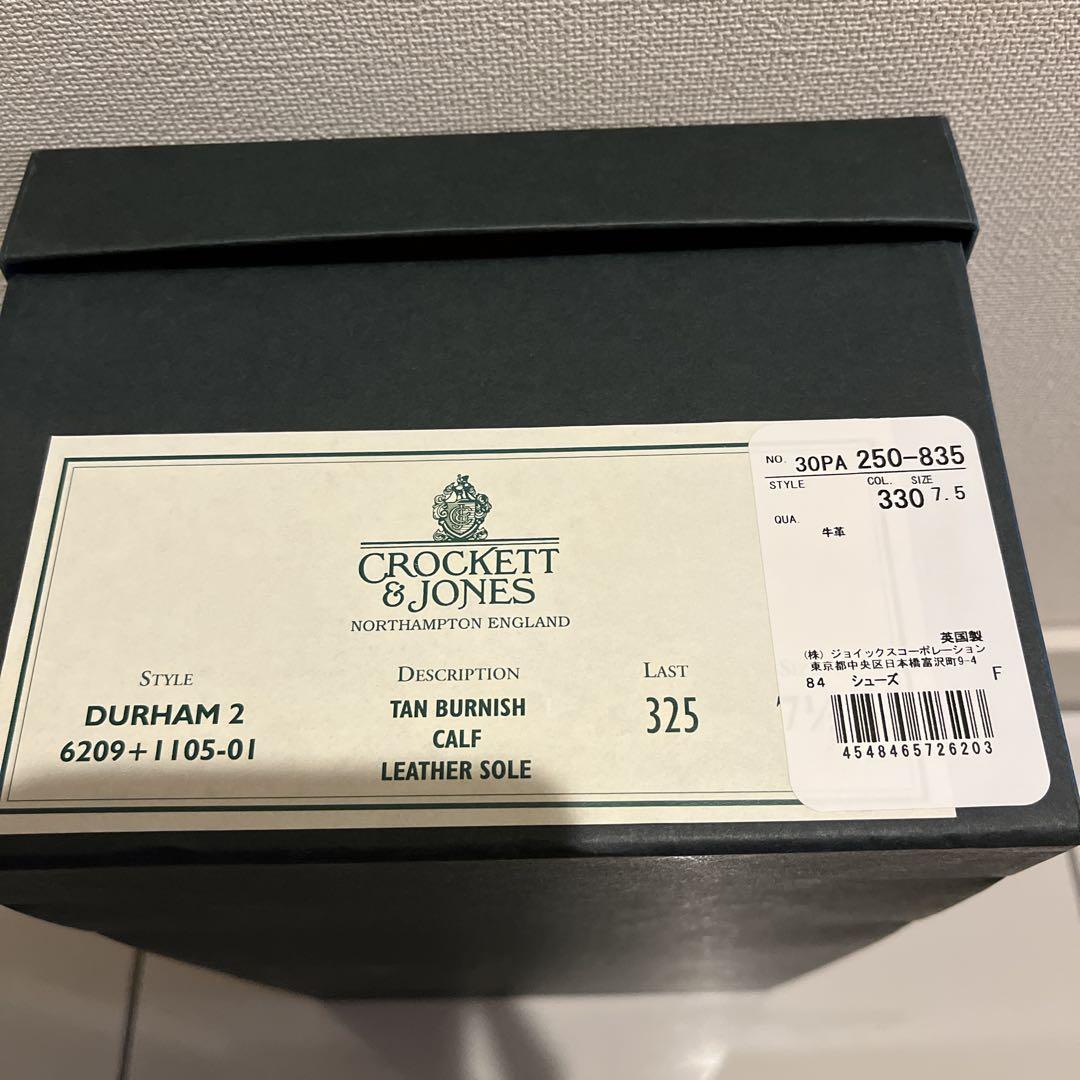 CROCKETT
& JONES
NORTHAMPTON ENGLAND
STYLE
DURHAM 2
6209+1105-01
DESCRIPTION
TAN BURNISH
CALF
LEATHER SOLE
LAST
325
NO. 30PA 250-835
STYLE COL. SIZE
330 7.5
QUA.
牛革
英国製
(株) ジョイックスコーポレーション
東京都中央区日本橋富沢町9-4
84 シューズ F
4548465726203